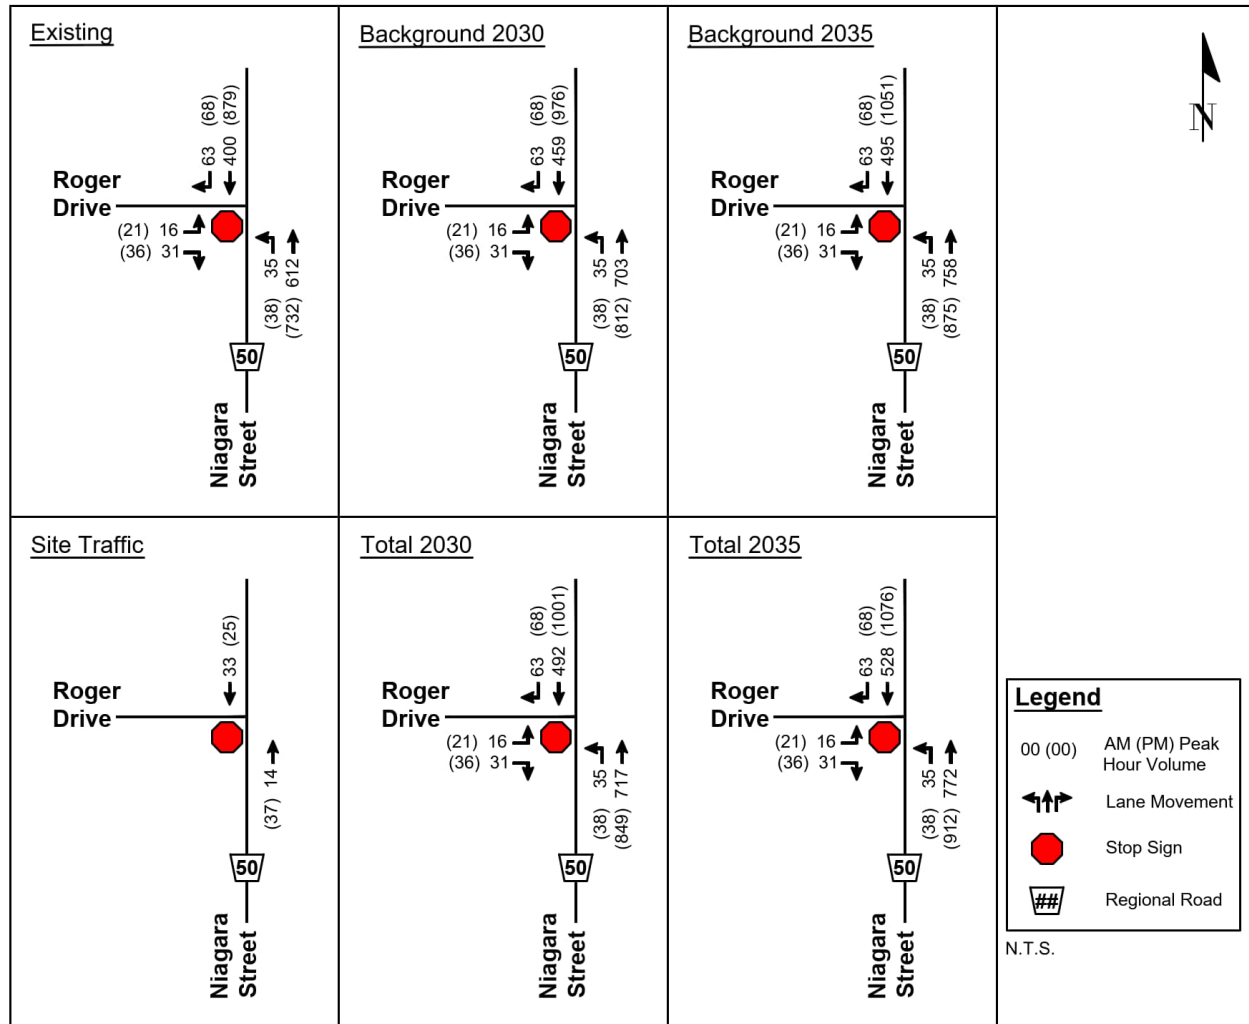 Existing
63 (68)
400 (879)
Roger
Drive
(21) 16
(36) 31
(38) 35
(732) 612
50
Niagara
Street
Background 2030
63 (68)
459 (976)
Roger
Drive
(21) 16
(36) 31
(38) 35
(812) 703
50
Niagara
Street
Background 2035
63 (68)
495 (1051)
Roger
Drive
(21) 16
(36) 31
(38) 35
(875) 758
50
Niagara
Street
N
Site Traffic
33 (25)
Roger
Drive
(37) 14
50
Niagara
Street
Total 2030
63 (68)
492 (1001)
Roger
Drive
(21) 16
(36) 31
(38) 35
(849) 717
50
Niagara
Street
Total 2035
63 (68)
528 (1076)
Roger
Drive
(21) 16
(36) 31
(38) 35
(912) 772
50
Niagara
Street
Legend
00 (00) AM (PM) Peak
Hour Volume
Lane Movement
Stop Sign
## Regional Road
N.T.S.